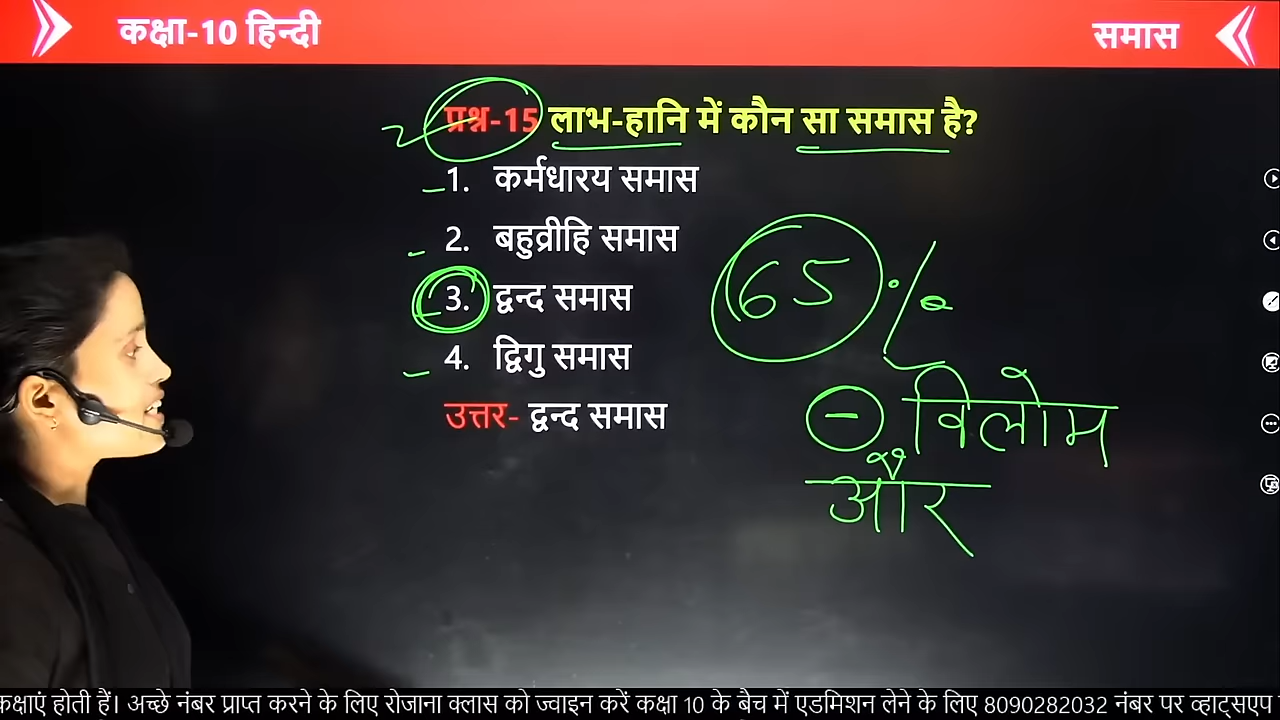 कक्षा-10 हिन्दी
समास
प्रश्न-15 लाभ-हानि में कौन सा समास है?
1. कर्मधारय समास
2. बहुव्रीहि समास
3. द्वन्द समास
4. द्विगु समास
उत्तर- द्वन्द समास
65 %
- विलोम
और
कक्षाएं होती हैं। अच्छे नंबर प्राप्त करने के लिए रोजाना क्लास को ज्वाइन करें कक्षा 10 के बैच में एडमिशन लेने के लिए 8090282032 नंबर पर व्हाट्सएप